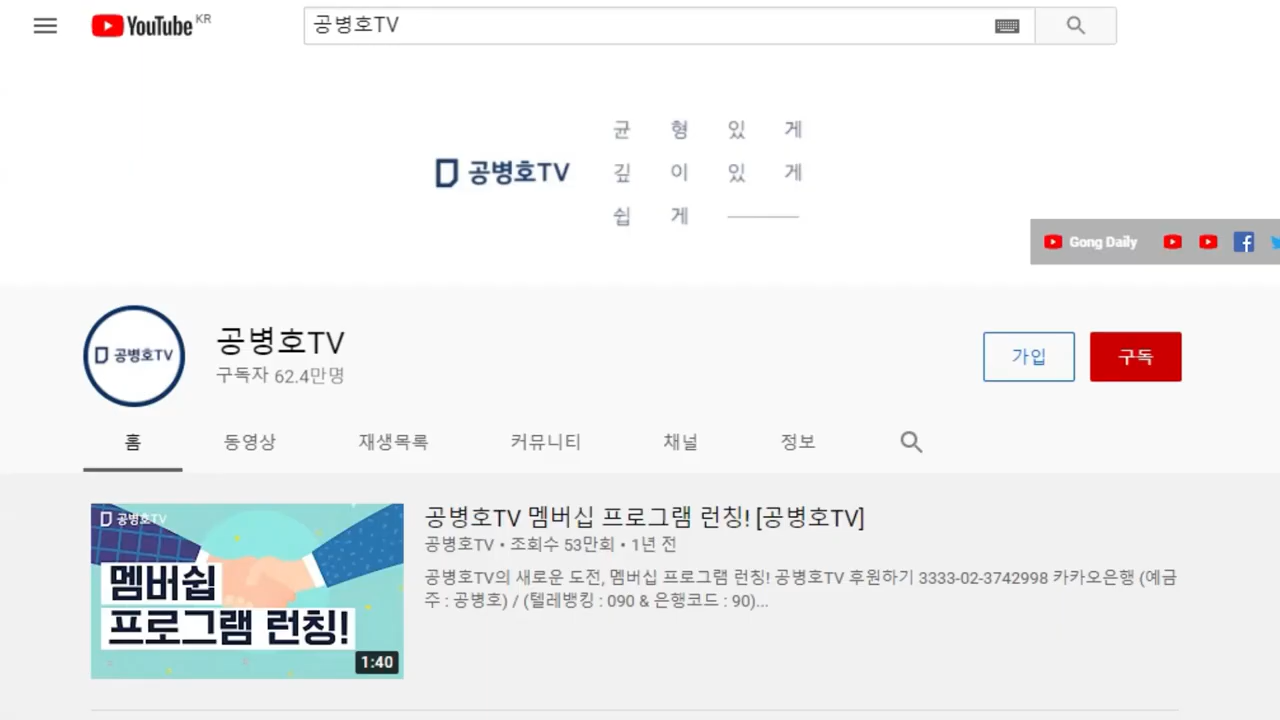 YouTube KR
공병호TV
균 형 있 게
공병호TV
깊 이 있 게
쉽 게
Gong Daily
공병호TV
공병호TV
구독자 62.4만명
가입
구독
홈
동영상
재생목록
커뮤니티
채널
정보
공병호TV
멤버쉽
프로그램 런칭!
1:40
공병호TV 멤버십 프로그램 런칭! [공병호TV]
공병호TV • 조회수 53만회 • 1년 전
공병호TV의 새로운 도전, 멤버십 프로그램 런칭! 공병호TV 후원하기 3333-02-3742998 카카오은행 (예금
주 : 공병호) / (텔레뱅킹 : 090 & 은행코드 : 90)...